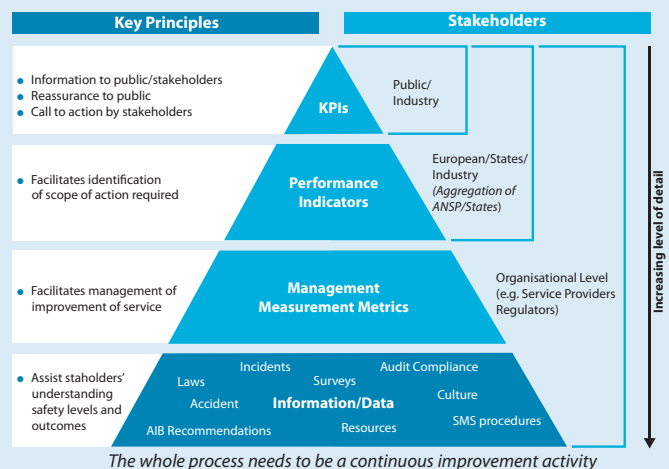 Key Principles
Stakeholders
• Information to public/stakeholders
• Reassurance to public
• Call to action by stakeholders
KPIs
Public/
Industry
• Facilitates identification
of scope of action required
Performance
Indicators
European/States/
Industry
(Aggregation of
ANSP/States)
• Facilitates management of
improvement of service
Management
Measurement Metrics
Organisational Level
(e.g. Service Providers
Regulators)
• Assist staholders’
understanding
safety levels and
outcomes
Incidents
Audit Compliance
Laws
Surveys
Culture
Accident
Information/Data
SMS procedures
AIB Recommendations
Resources
Increasing level of detail
The whole process needs to be a continuous improvement activity